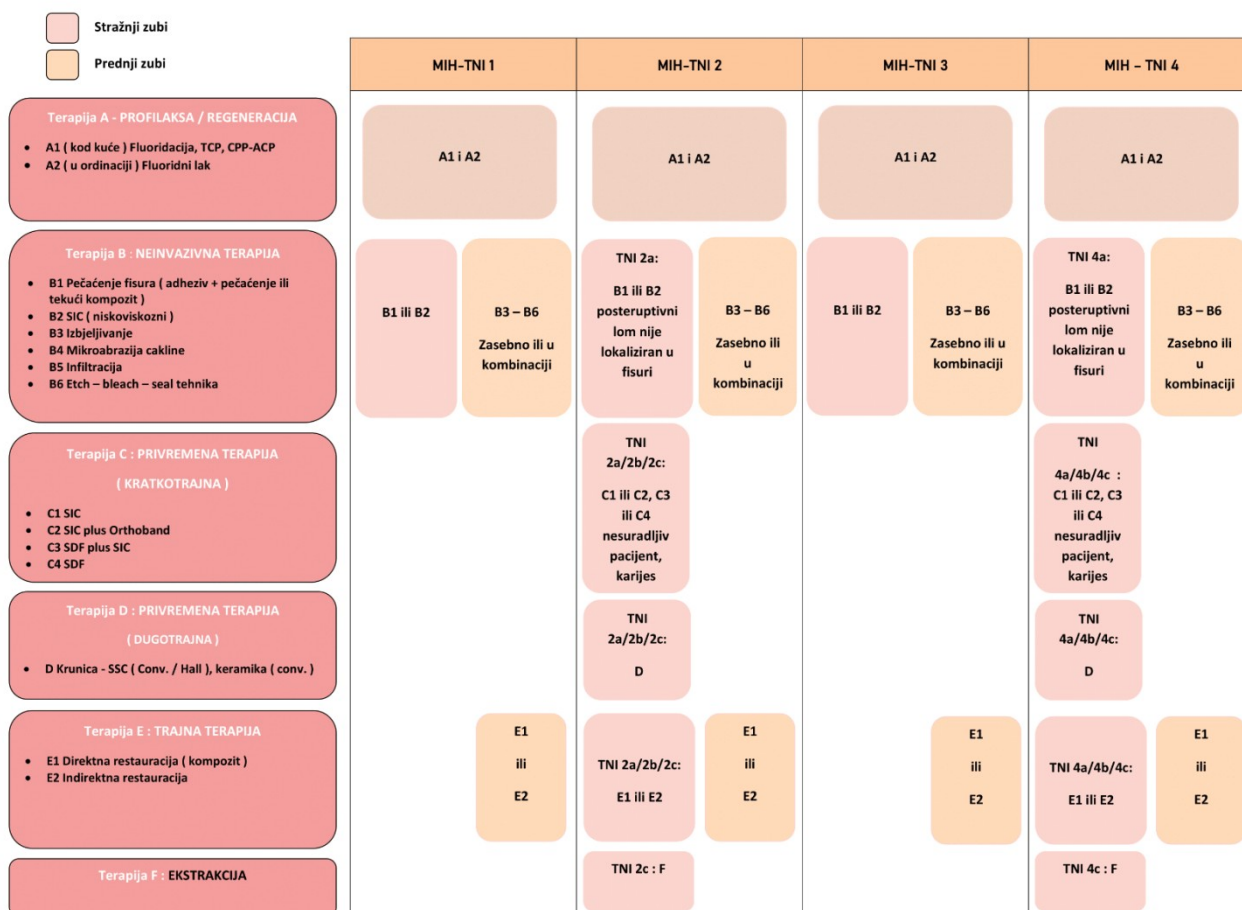 Stražnji zubi
Prednji zubi
MIH-TNI 1
MIH-TNI 2
MIH-TNI 3
MIH – TNI 4
Terapija A - PROFILAKSA / REGENERACIJA
• A1 ( kod kuće ) Fluoridacija, TCP, CPP-ACP
• A2 ( u ordinaciji ) Fluoridni lak
A1 i A2
A1 i A2
A1 i A2
A1 i A2
Terapija B : NEINVAZIVNA TERAPIJA
• B1 Pečaćenje fisura ( adheziv + pečaćenje ili
tekući kompozit )
• B2 SIC ( niskoviskozni )
• B3 Izbjeljivanje
• B4 Mikroabrazija cakline
• B5 Infiltracija
• B6 Etch – bleach – seal tehnika
B1 ili B2
B3 – B6
Zasebno ili u
kombinaciji
TNI 2a:
B1 ili B2
posteruptivni
lom nije
lokaliziran u
fisuri
B3 – B6
Zasebno ili
u
kombinaciji
B1 ili B2
B3 – B6
Zasebno ili u
kombinaciji
TNI 4a:
B1 ili B2
posteruptivni
lom nije
lokaliziran u
fisuri
B3 – B6
Zasebno ili
u
kombinaciji
Terapija C : PRIVREMENA TERAPIJA
( KRATKOTRAJNA )
• C1 SIC
• C2 SIC plus Orthoband
• C3 SDF plus SIC
• C4 SDF
TNI
2a/2b/2c:
C1 ili C2, C3
ili C4
nesuradljiv
pacijent,
karijes
TNI
4a/4b/4c :
C1 ili C2, C3
ili C4
nesuradljiv
pacijent,
karijes
Terapija D : PRIVREMENA TERAPIJA
( DUGOTRAJNA )
• D Krunica - SSC ( Conv. / Hall ), keramika ( conv. )
TNI
2a/2b/2c:
D
TNI
4a/4b/4c:
D
Terapija E : TRAJNA TERAPIJA
• E1 Direktna restauracija ( kompozit )
• E2 Indirektna restauracija
E1
ili
E2
TNI 2a/2b/2c:
E1 ili E2
E1
ili
E2
E1
ili
E2
TNI 4a/4b/4c:
E1 ili E2
E1
ili
E2
Terapija F : EKSTRAKCIJA
TNI 2c : F
TNI 4c : F